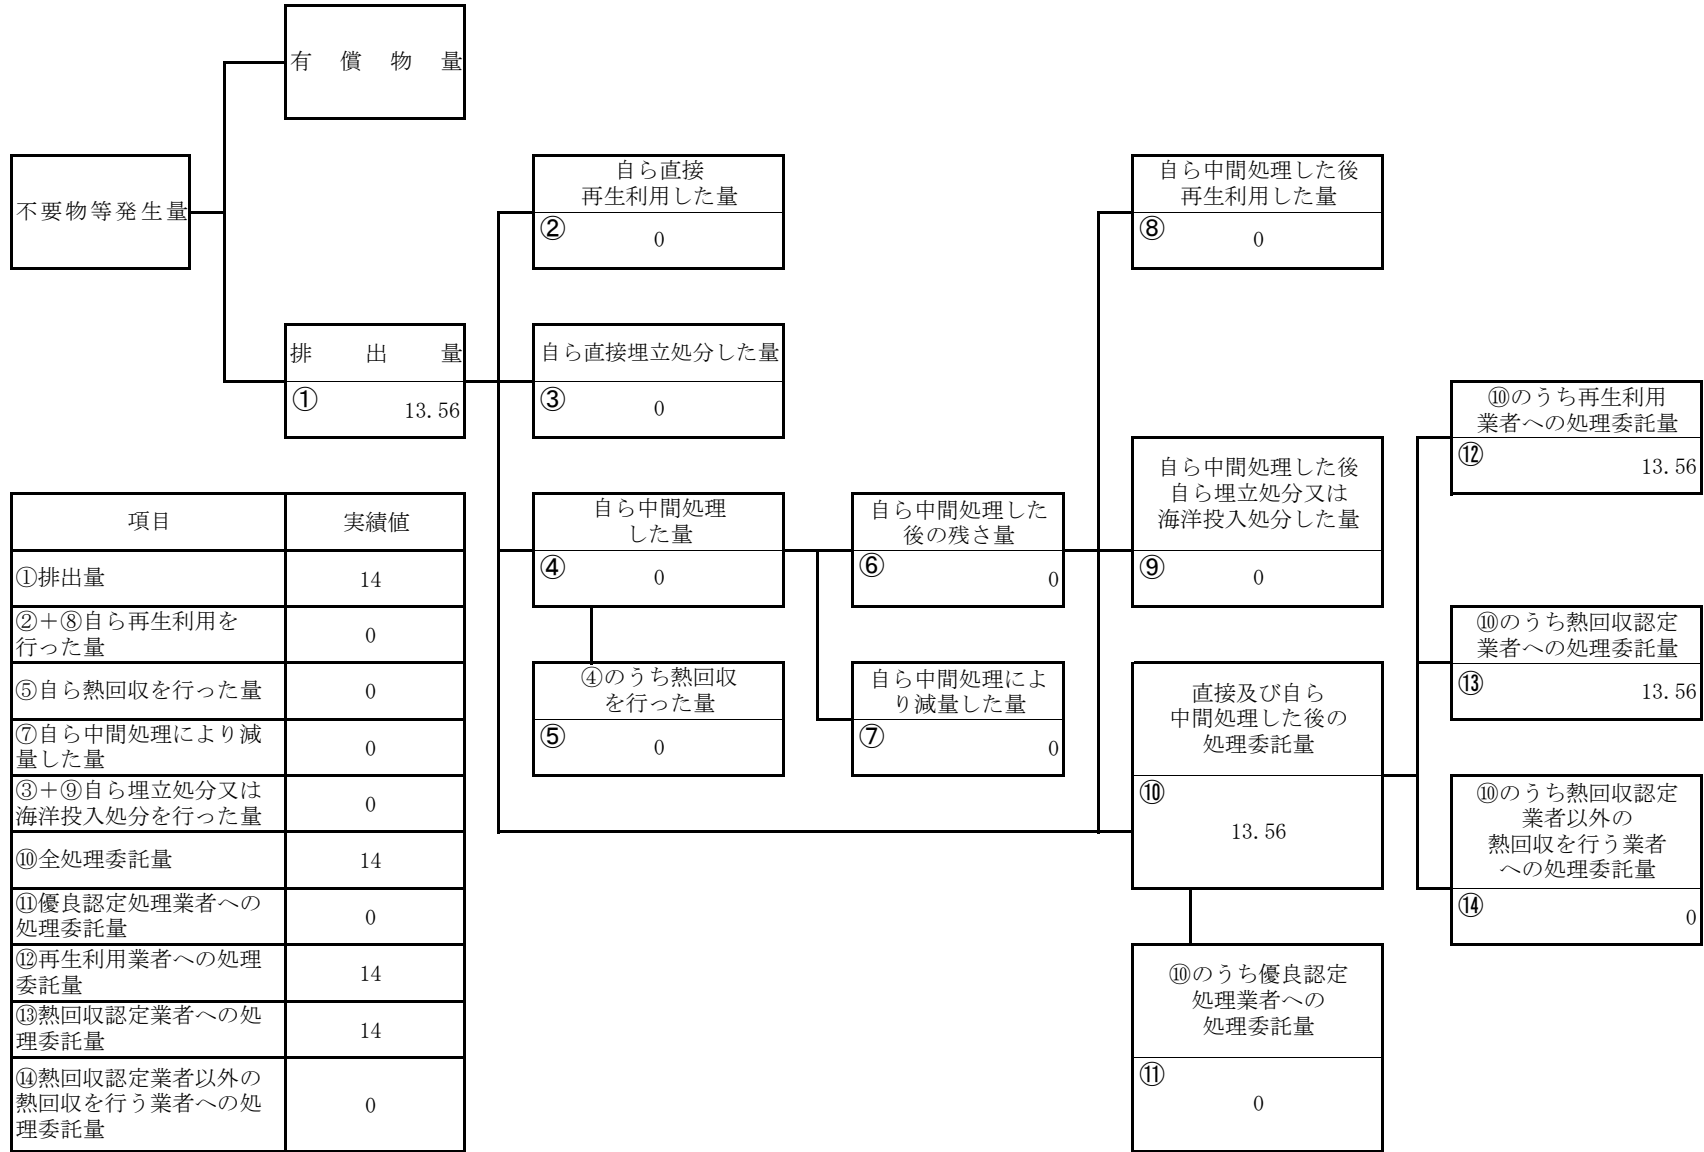 有償物量
不要物等発生量
自ら直接
再生利用した量
② 0
自ら中間処理した後
再生利用した量
⑧ 0
排出量
① 13.56
自ら直接埋立処分した量
③ 0
⑩のうち再生利用
業者への処理委託量
⑫ 13.56
自ら中間処理した後
自ら埋立処分又は
海洋投入処分した量
⑨ 0
自ら中間処理
した量
④ 0
自ら中間処理した
後の残さ量
⑥ 0
⑩のうち熱回収認定
業者への処理委託量
⑬ 13.56
④のうち熱回収
を行った量
⑤ 0
自ら中間処理によ
り減量した量
⑦ 0
直接及び自ら
中間処理した後の
処理委託量
⑩
13.56
⑩のうち熱回収認定
業者以外の
熱回収を行う業者
への処理委託量
⑭ 0
⑩のうち優良認定
処理業者への
処理委託量
⑪
0
項目 実績値
①排出量 14
②＋⑧自ら再生利用を
行った量 0
⑤自ら熱回収を行った量 0
⑦自ら中間処理により減
量した量 0
③＋⑨自ら埋立処分又は
海洋投入処分を行った量 0
⑩全処理委託量 14
⑪優良認定処理業者への
処理委託量 0
⑫再生利用業者への処理
委託量 14
⑬熱回収認定業者への処
理委託量 14
⑭熱回収認定業者以外の
熱回収を行う業者への処
理委託量 0